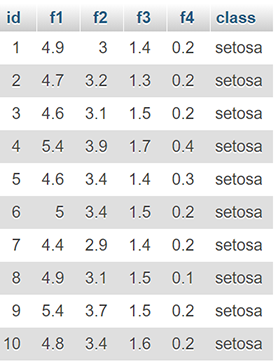 id f1 f2 f3 f4 class
1 4.9 3 1.4 0.2 setosa
2 4.7 3.2 1.3 0.2 setosa
3 4.6 3.1 1.5 0.2 setosa
4 5.4 3.9 1.7 0.4 setosa
5 4.6 3.4 1.4 0.3 setosa
6 5 3.4 1.5 0.2 setosa
7 4.4 2.9 1.4 0.2 setosa
8 4.9 3.1 1.5 0.1 setosa
9 5.4 3.7 1.5 0.2 setosa
10 4.8 3.4 1.6 0.2 setosa